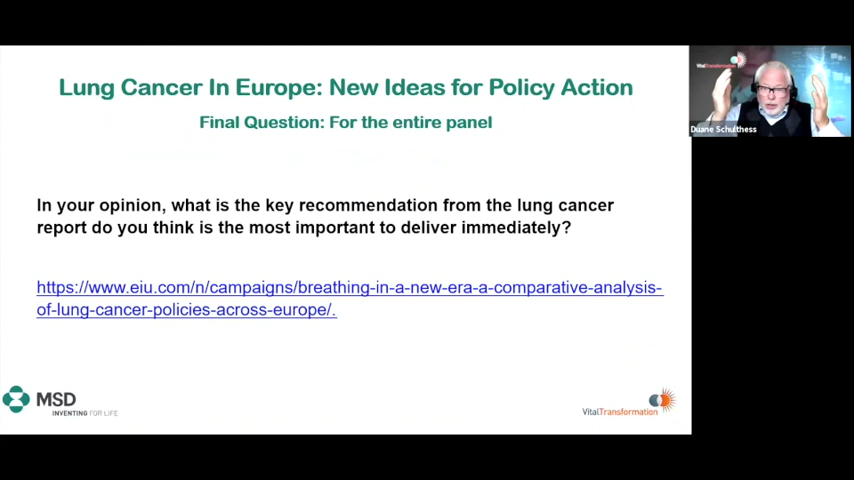 Lung Cancer In Europe: New Ideas for Policy Action
Final Question: For the entire panel
In your opinion, what is the key recommendation from the lung cancer
report do you think is the most important to deliver immediately?
https://www.eiu.com/n/campaigns/breathing-in-a-new-era-a-comparative-analysis-
of-lung-cancer-policies-across-europe/.
MSD
INVENTING FOR LIFE
VitalTransformation
VitalTransformation
Duane Schulthess